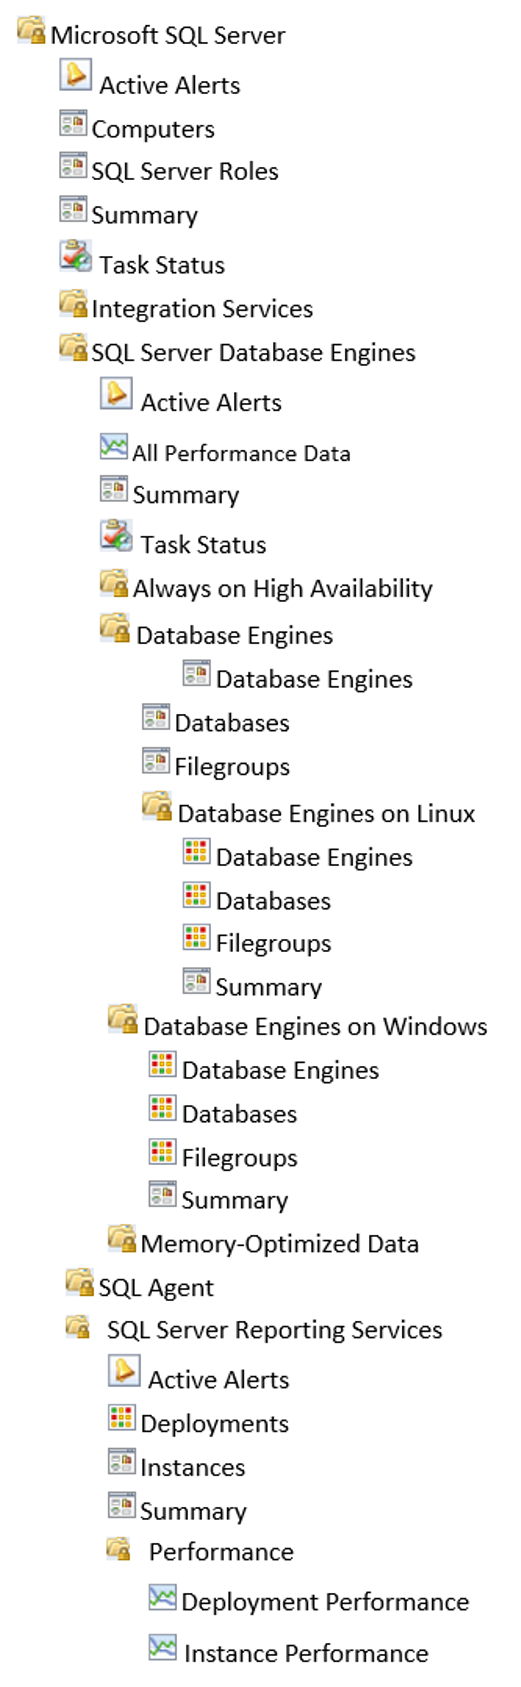 Microsoft SQL Server
Active Alerts
Computers
SQL Server Roles
Summary
Task Status
Integration Services
SQL Server Database Engines
Active Alerts
All Performance Data
Summary
Task Status
Always on High Availability
Database Engines
Database Engines
Databases
Filegroups
Database Engines on Linux
Database Engines
Databases
Filegroups
Summary
Database Engines on Windows
Database Engines
Databases
Filegroups
Summary
Memory-Optimized Data
SQL Agent
SQL Server Reporting Services
Active Alerts
Deployments
Instances
Summary
Performance
Deployment Performance
Instance Performance